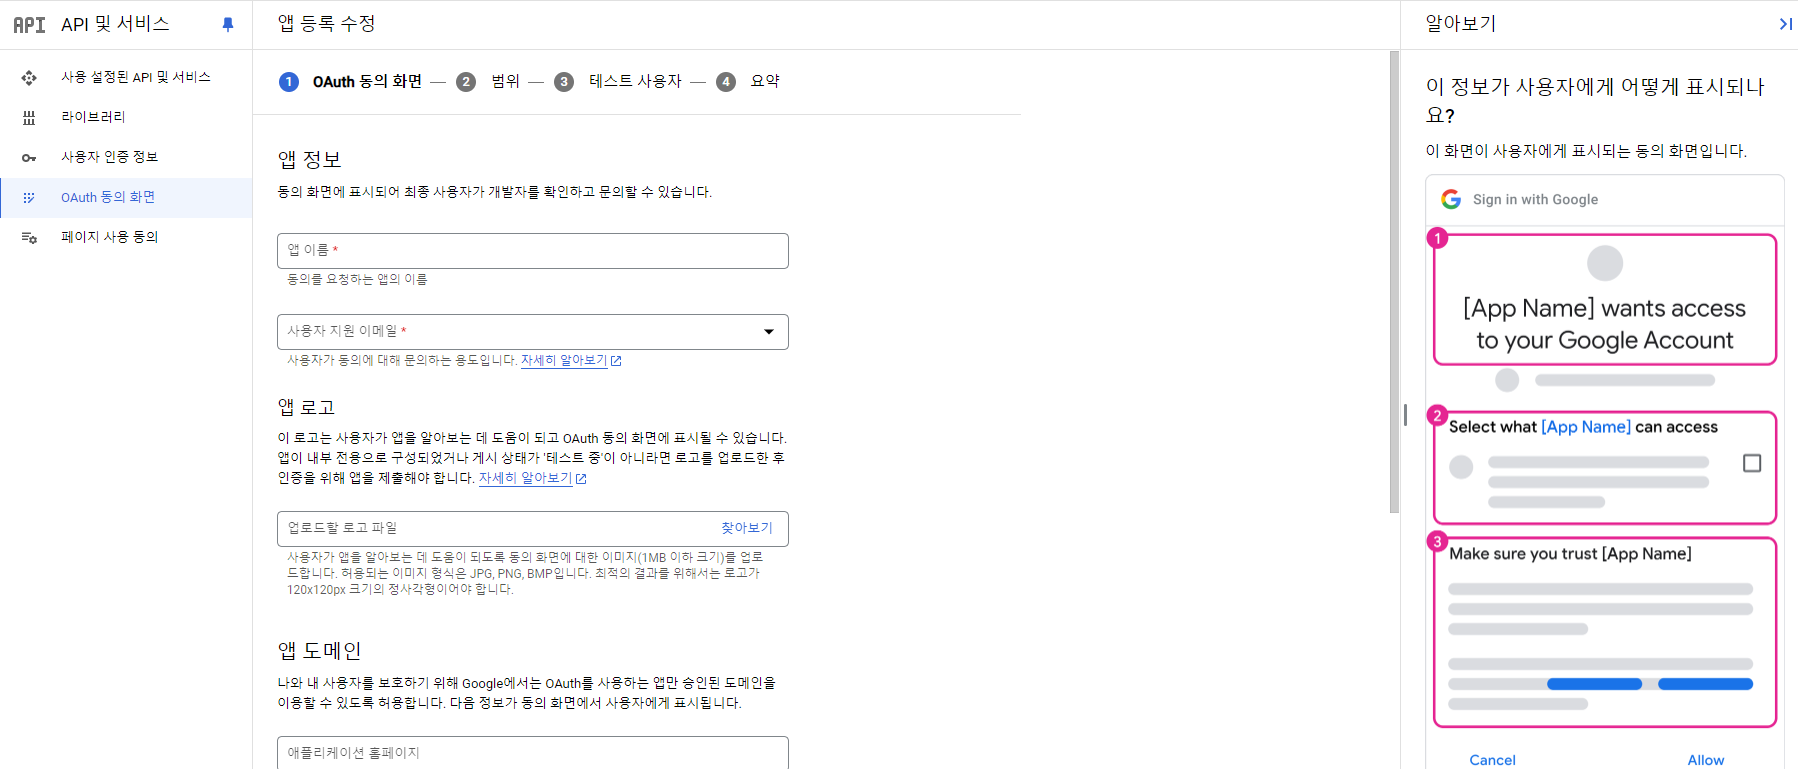 API API 및 서비스
사용 설정된 API 및 서비스
라이브러리
사용자 인증 정보
OAuth 동의 화면
페이지 사용 동의
앱 등록 수정
1 OAuth 동의 화면 — 2 범위 — 3 테스트 사용자 — 4 요약
앱 정보
동의 화면에 표시되어 최종 사용자가 개발자를 확인하고 문의할 수 있습니다.
앱 이름 *
동의를 요청하는 앱의 이름
사용자 지원 이메일 *
사용자가 동의에 대해 문의하는 용도입니다. 자세히 알아보기
앱 로고
이 로고는 사용자가 앱을 알아보는 데 도움이 되고 OAuth 동의 화면에 표시될 수 있습니다.
앱이 내부 전용으로 구성되었거나 게시 상태가 '테스트 중'이 아니라면 로고를 업로드한 후
인증을 위해 앱을 제출해야 합니다. 자세히 알아보기
업로드할 로고 파일 찾아보기
사용자가 앱을 알아보는 데 도움이 되도록 동의 화면에 대한 이미지(1MB 이하 크기)를 업로
드합니다. 허용되는 이미지 형식은 JPG, PNG, BMP입니다. 최적의 결과를 위해서는 로고가
120x120px 크기의 정사각형이어야 합니다.
앱 도메인
나와 내 사용자를 보호하기 위해 Google에서는 OAuth를 사용하는 앱만 승인된 도메인을
이용할 수 있도록 허용합니다. 다음 정보가 동의 화면에서 사용자에게 표시됩니다.
애플리케이션 홈페이지
알아보기
이 정보가 사용자에게 어떻게 표시되나
요?
이 화면이 사용자에게 표시되는 동의 화면입니다.
G Sign in with Google
1
[App Name] wants access
to your Google Account
2
Select what [App Name] can access
3
Make sure you trust [App Name]
Cancel Allow